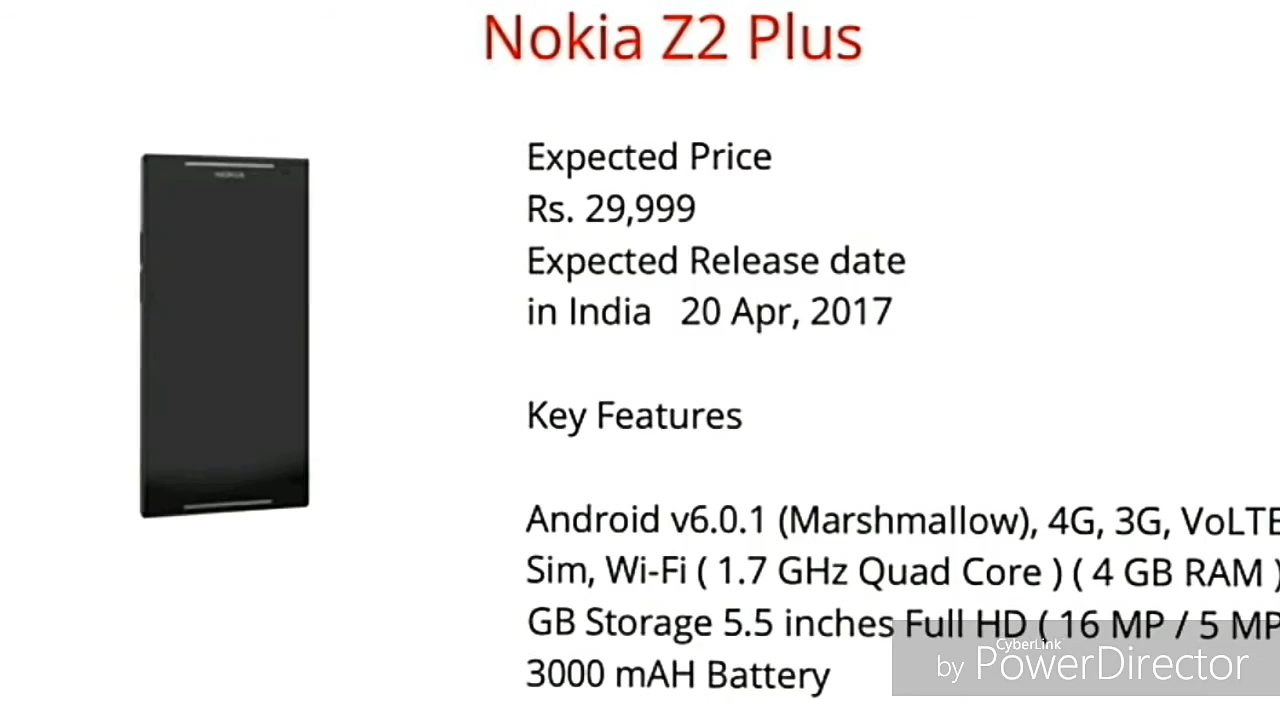 Nokia Z2 Plus
NOKIA
Expected Price
Rs. 29,999
Expected Release date
in India 20 Apr, 2017
Key Features
Android v6.0.1 (Marshmallow), 4G, 3G, VoLTE
Sim, Wi-Fi ( 1.7 GHz Quad Core ) ( 4 GB RAM )
GB Storage 5.5 inches Full HD ( 16 MP / 5 MP
3000 mAH Battery
CyberLink
by PowerDirector